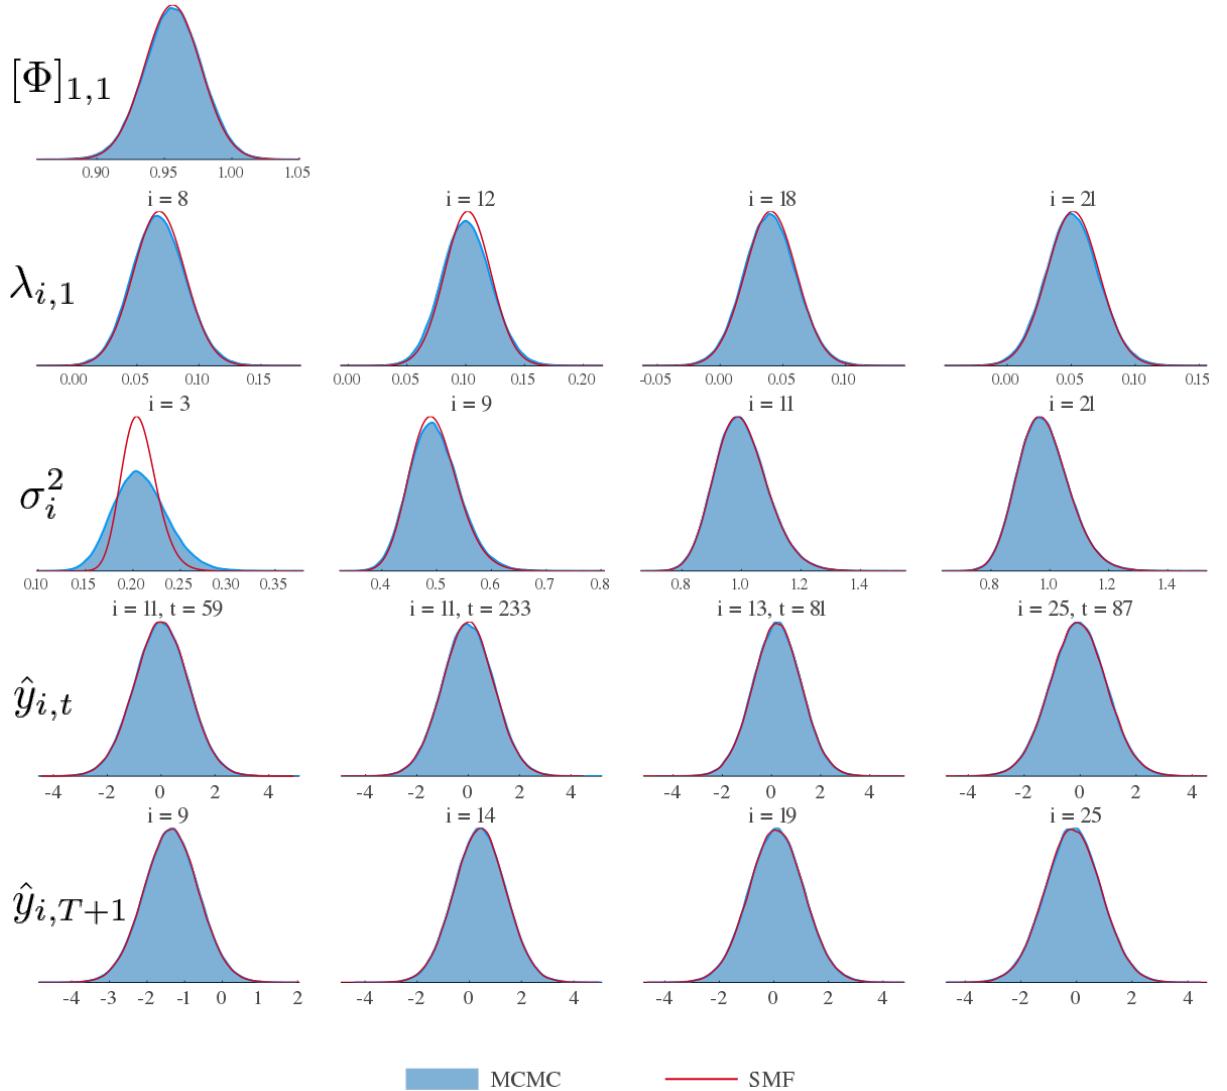 [Φ]1,1
0.90 0.95 1.00 1.05
i = 8 i = 12 i = 18 i = 21
λi,1
0.00 0.05 0.10 0.15 0.00 0.05 0.10 0.15 0.20 -0.05 0.00 0.05 0.10 0.00 0.05 0.10 0.15
i = 3 i = 9 i = 11 i = 21
σ²i
0.10 0.15 0.20 0.25 0.30 0.35 0.4 0.5 0.6 0.7 0.8 0.8 1.0 1.2 1.4 0.8 1.0 1.2 1.4
i = 11, t = 59 i = 11, t = 233 i = 13, t = 81 i = 25, t = 87
ŷi,t
-4 -2 0 2 4 -4 -2 0 2 4 -4 -2 0 2 4 -4 -2 0 2 4
i = 9 i = 14 i = 19 i = 25
ŷi,T+1
-4 -3 -2 -1 0 1 2 -4 -2 0 2 4 -4 -2 0 2 4 -4 -2 0 2 4
MCMC SMF